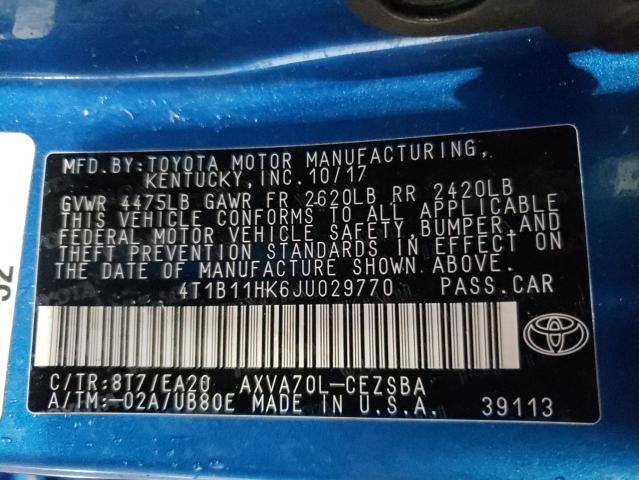 MFD.BY:TOYOTA MOTOR MANUFACTURING,
KENTUCKY,INC.10/17
GVWR 4475LB GAWR FR 2620LB RR 2420LB
THIS VEHICLE CONFORMS TO ALL APPLICABLE
FEDERAL MOTOR VEHICLE SAFETY,BUMPER,AND
THEFT PREVENTION STANDARDS IN EFFECT ON
THE DATE OF MANUFACTURE SHOWN ABOVE.
4T1B11HK6JU029770 PASS.CAR
C/TR:8T7/EA20 AXVA70L-CEZSBA
A/TM:-02A/UB80E MADE IN U.S.A. 39113